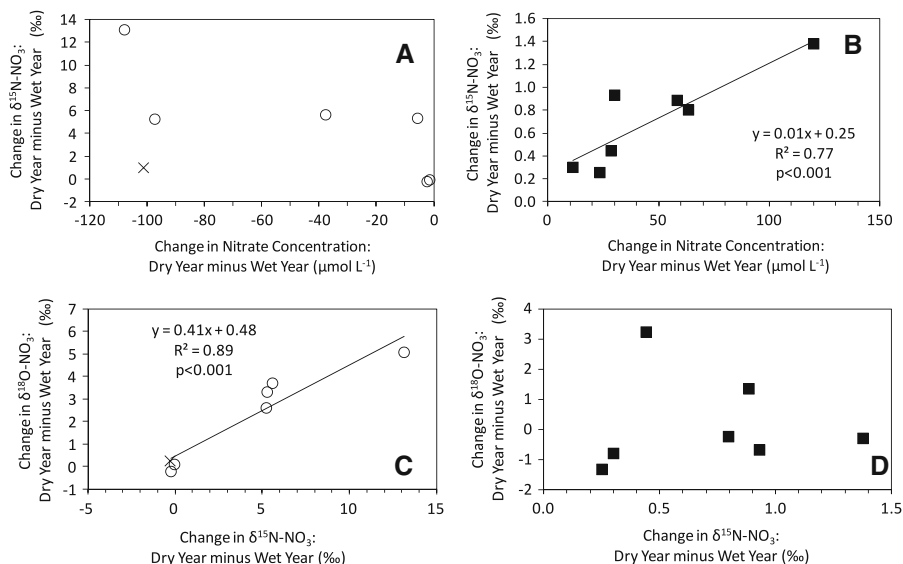 Change in δ15N-NO3:
Dry Year minus Wet Year (‰)
14
12
10
8
6
4
2
0
-2
-120 -100 -80 -60 -40 -20 0
A
Change in Nitrate Concentration:
Dry Year minus Wet Year (μmol L-1)
Change in δ15N-NO3:
Dry Year minus Wet Year (‰)
1.6
1.4
1.2
1.0
0.8
0.6
0.4
0.2
0.0
0 50 100 150
B
y = 0.01x + 0.25
R² = 0.77
p<0.001
Change in Nitrate Concentration:
Dry Year minus Wet Year (μmol L-1)
Change in δ18O-NO3:
Dry Year minus Wet Year (‰)
7
6
5
4
3
2
1
0
-1
-5 0 5 10 15
y = 0.41x + 0.48
R² = 0.89
p<0.001
C
Change in δ15N-NO3:
Dry Year minus Wet Year (‰)
Change in δ18O-NO3:
Dry Year minus Wet Year (‰)
4
3
2
1
0
-1
-2
0.0 0.5 1.0 1.5
D
Change in δ15N-NO3:
Dry Year minus Wet Year (‰)